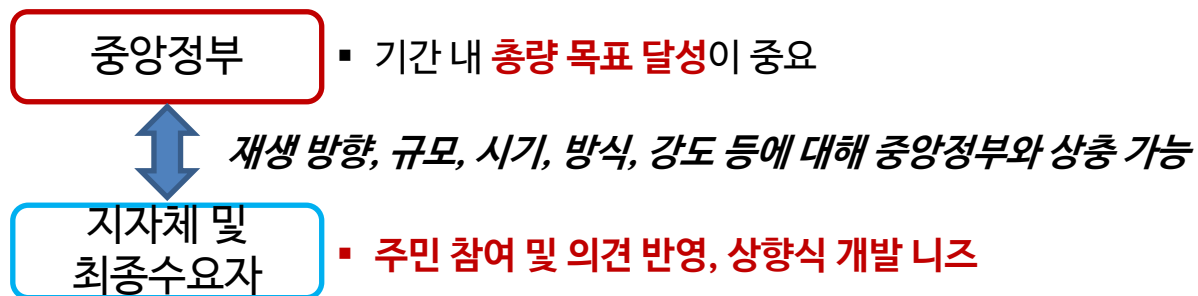 중앙정부
▪ 기간 내 총량 목표 달성이 중요
재생 방향, 규모, 시기, 방식, 강도 등에 대해 중앙정부와 상충 가능
지자체 및
최종수요자
▪ 주민 참여 및 의견 반영, 상향식 개발 니즈